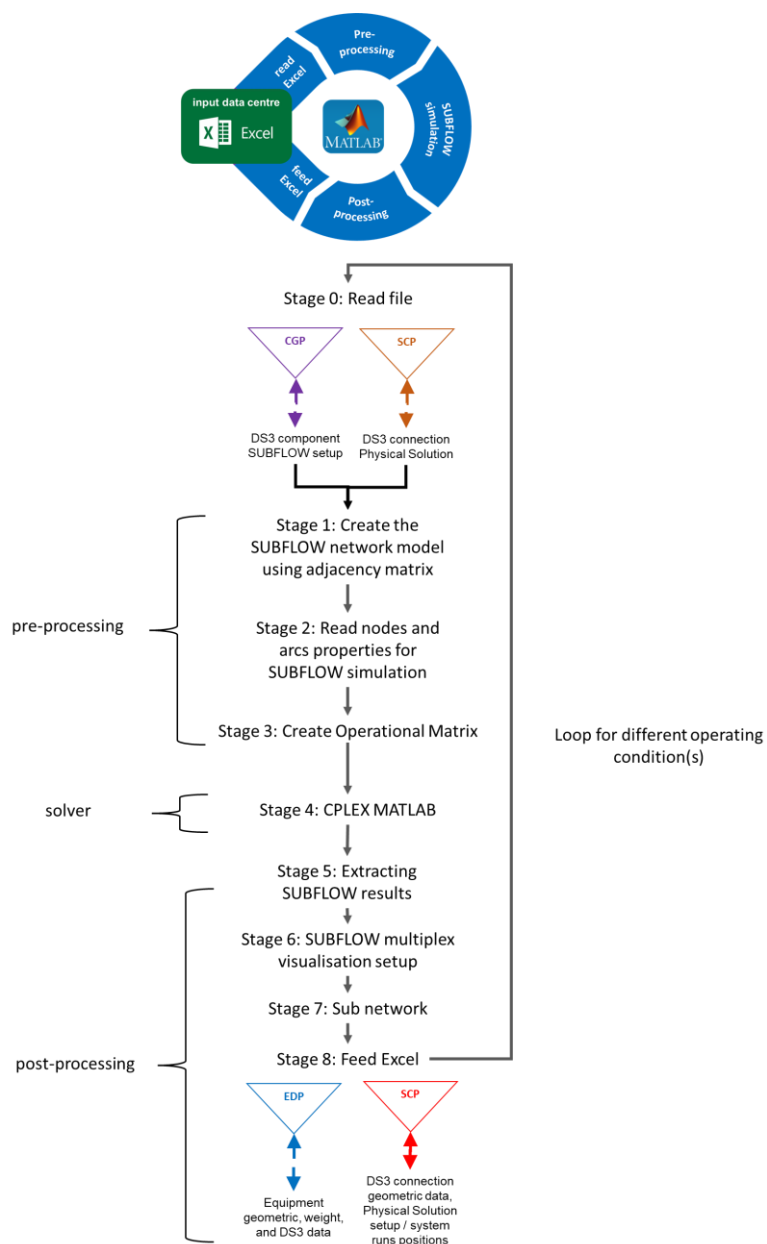 Pre-
processing
read
Excel
input data centre
X
Excel
MATLAB®
SUBFLOW
simulation
feed
Excel
Post-
processing
Stage 0: Read file
CGP
SCP
DS3 component
SUBFLOW setup
DS3 connection
Physical Solution
Stage 1: Create the
SUBFLOW network model
using adjacency matrix
pre-processing
Stage 2: Read nodes and
arcs properties for
SUBFLOW simulation
Stage 3: Create Operational Matrix
Loop for different operating
condition(s)
solver
Stage 4: CPLEX MATLAB
Stage 5: Extracting
SUBFLOW results
Stage 6: SUBFLOW multiplex
visualisation setup
Stage 7: Sub network
post-processing
Stage 8: Feed Excel
EDP
SCP
Equipment
geometric, weight,
and DS3 data
DS3 connection
geometric data,
Physical Solution
setup / system
runs positions